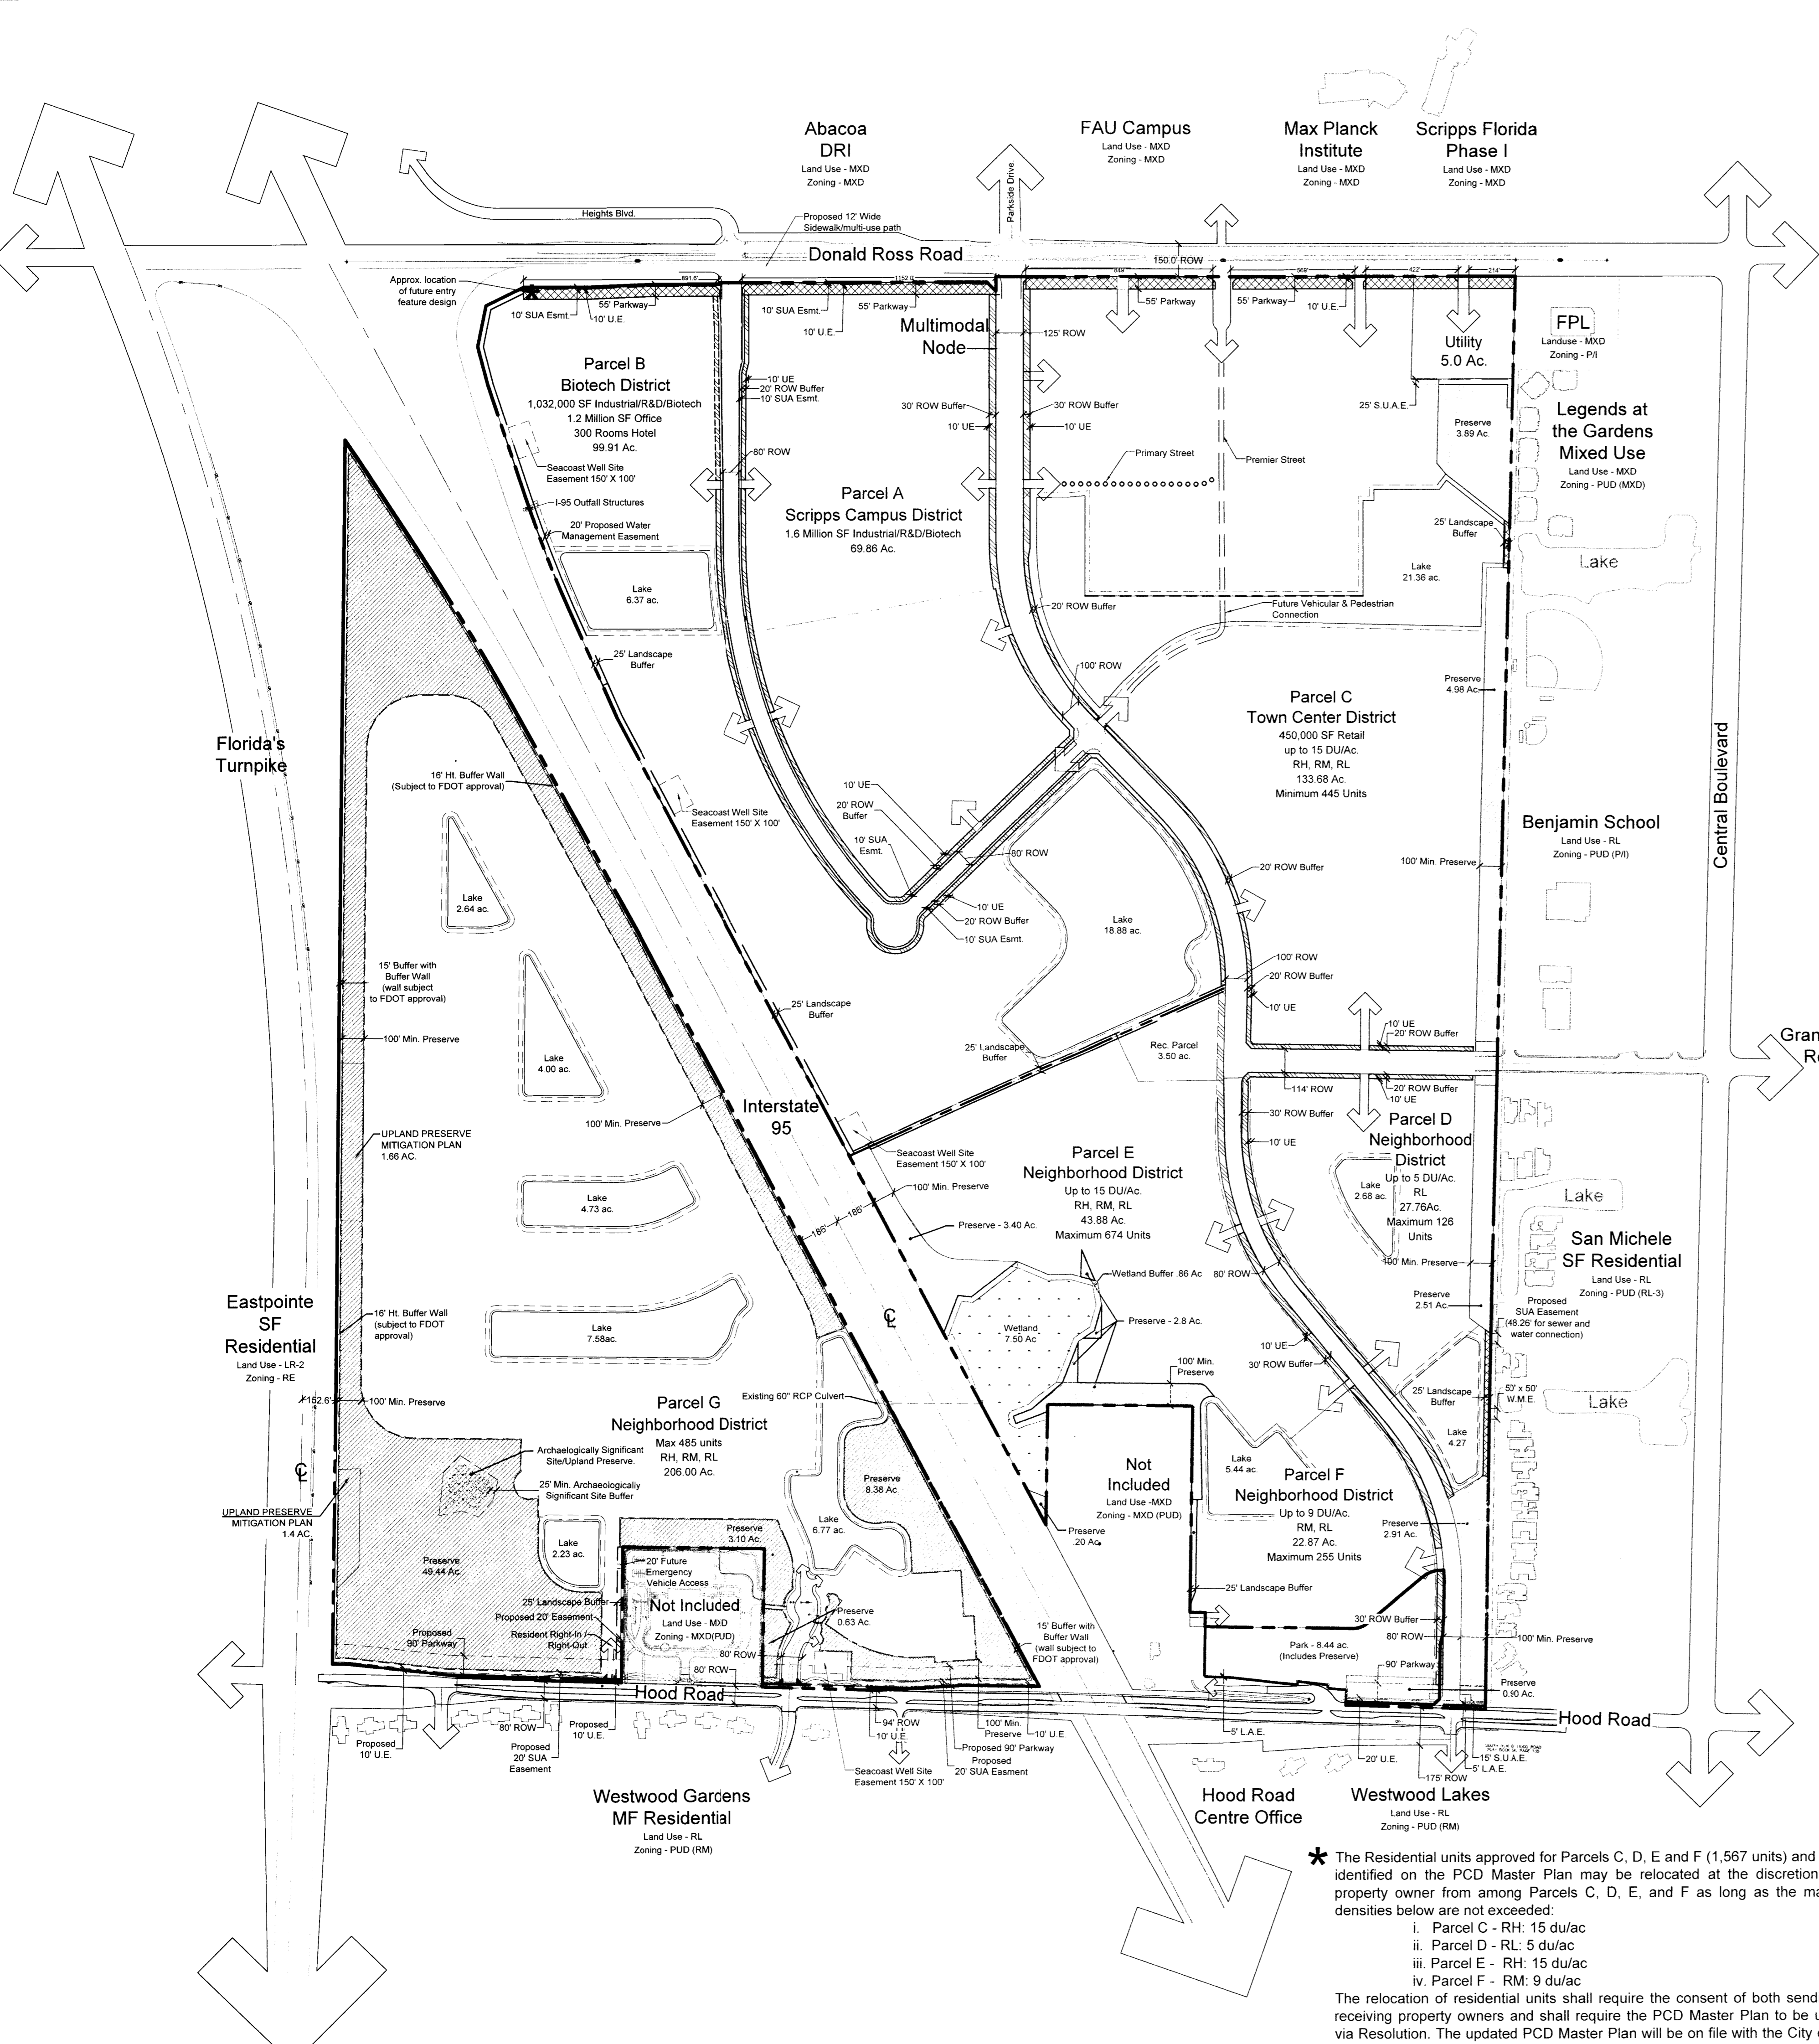 Abacoa
DRI
Land Use - MXD
Zoning - MXD
FAU Campus
Land Use - MXD
Zoning - MXD
Max Planck
Institute
Land Use - MXD
Zoning - MXD
Scripps Florida
Phase I
Land Use - MXD
Zoning - MXD
Parkside Drive.
Heights Blvd.
Proposed 12' Wide
Sidewalk/multi-use path
Donald Ross Road
150.0' ROW
Approx. location
of future entry
feature design
891.6'
1152.0'
849'
569'
422'
214'
10' SUA Esmt.
10' U.E.
55' Parkway
10' SUA Esmt.
10' U.E.
55' Parkway
55' Parkway
55' Parkway
10' U.E.
Multimodal
Node
125' ROW
Utility
5.0 Ac.
FPL
Landuse - MXD
Zoning - P/I
Parcel B
Biotech District
1,032,000 SF Industrial/R&D/Biotech
1.2 Million SF Office
300 Rooms Hotel
99.91 Ac.
10' UE
20' ROW Buffer
10' SUA Esmt.
30' ROW Buffer
10' UE
30' ROW Buffer
10' UE
25' S.U.A.E.
Preserve
3.89 Ac.
Legends at
the Gardens
Mixed Use
Land Use - MXD
Zoning - PUD (MXD)
80' ROW
Primary Street
Premier Street
Seacoast Well Site
Easement 150' X 100'
I-95 Outfall Structures
20' Proposed Water
Management Easement
Parcel A
Scripps Campus District
1.6 Million SF Industrial/R&D/Biotech
69.86 Ac.
25' Landscape
Buffer
Lake
6.37 ac.
Lake
21.36 ac.
Lake
20' ROW Buffer
Future Vehicular & Pedestrian
Connection
25' Landscape
Buffer
100' ROW
Preserve
4.98 Ac
Parcel C
Town Center District
450,000 SF Retail
up to 15 DU/Ac.
RH, RM, RL
133.68 Ac.
Minimum 445 Units
Florida's
Turnpike
16' Ht. Buffer Wall
(Subject to FDOT approval)
Central Boulevard
Seacoast Well Site
Easement 150' X 100'
10' UE
20' ROW
Buffer
10' SUA
Esmt.
80' ROW
Benjamin School
Land Use - RL
Zoning - PUD (P/I)
100' Min. Preserve
20' ROW Buffer
Lake
2.64 ac.
10' UE
20' ROW Buffer
10' SUA Esmt.
Lake
18.88 ac.
15' Buffer with
Buffer Wall
(wall subject
to FDOT approval)
100' ROW
20' ROW Buffer
10' UE
25' Landscape
Buffer
100' Min. Preserve
10' UE
20' ROW Buffer
Lake
4.00 ac.
25' Landscape
Buffer
Rec. Parcel
3.50 ac.
114' ROW
20' ROW Buffer
10' UE
Interstate
95
100' Min. Preserve
30' ROW Buffer
10' UE
Parcel D
Neighborhood
District
Up to 5 DU/Ac.
RL
27.76Ac.
Maximum 126
Units
Lake
2.68 ac.
UPLAND PRESERVE
MITIGATION PLAN
1.66 AC.
Seacoast Well Site
Easement 150' X 100'
100' Min. Preserve
Parcel E
Neighborhood District
Up to 15 DU/Ac.
RH, RM, RL
43.88 Ac.
Maximum 674 Units
Lake
4.73 ac.
186'
186'
Preserve - 3.40 Ac.
Lake
San Michele
SF Residential
Land Use - RL
Zoning - PUD (RL-3)
100' Min. Preserve
Wetland Buffer .86 Ac
80' ROW
Preserve
2.51 Ac.
Proposed
SUA Easement
(48.26' for sewer and
water connection)
Eastpointe
SF
Residential
Land Use - LR-2
Zoning - RE
16' Ht. Buffer Wall
(subject to FDOT
approval)
Lake
7.58ac.
Wetland
7.50 Ac
Preserve - 2.8 Ac.
10' UE
30' ROW Buffer
100' Min.
Preserve
152.6'
100' Min. Preserve
Existing 60" RCP Culvert
25' Landscape
Buffer
50' x 50'
W.M.E.
Lake
Parcel G
Neighborhood District
Max 485 units
RH, RM, RL
206.00 Ac.
Archaelogically Significant
Site/Upland Preserve.
25' Min. Archaeologically
Significant Site Buffer
Lake
4.27
Lake
5.44 ac.
Preserve
8.38 Ac.
Not
Included
Land Use -MXD
Zoning - MXD (PUD)
Parcel F
Neighborhood District
Up to 9 DU/Ac.
RM, RL
22.87 Ac.
Maximum 255 Units
UPLAND PRESERVE
MITIGATION PLAN
1.4 AC.
Lake
6.77 ac.
Preserve
3.10 Ac.
Preserve
.20 Ac.
Preserve
2.91 Ac.
Lake
2.23 ac.
Preserve
49.44 Ac.
20' Future
Emergency
Vehicle Access
Not Included
Land Use - MXD
Zoning - MXD(PUD)
25' Landscape Buffer
Proposed 20' Easement
Resident Right-In /
Right-Out
Preserve
0.63 Ac.
25' Landscape Buffer
Proposed
90' Parkway
80' ROW
80' ROW
15' Buffer with
Buffer Wall
(wall subject to
FDOT approval)
30' ROW Buffer
80' ROW
100' Min. Preserve
Park - 8.44 ac.
(Includes Preserve)
90' Parkway
Preserve
0.90 Ac.
Hood Road
Hood Road
Proposed
10' U.E.
80' ROW
Proposed
20' SUA
Easement
Proposed
10' U.E.
94' ROW
10' U.E.
100' Min.
Preserve
10' U.E.
Proposed 90' Parkway
Proposed
20' SUA Easment
Seacoast Well Site
Easement 150' X 100'
5' L.A.E.
20' U.E.
15' S.U.A.E.
5' L.A.E.
175' ROW
Westwood Gardens
MF Residential
Land Use - RL
Zoning - PUD (RM)
Hood Road
Centre Office
Westwood Lakes
Land Use - RL
Zoning - PUD (RM)
* The Residential units approved for Parcels C, D, E and F (1,567 units) and
identified on the PCD Master Plan may be relocated at the discretion
property owner from among Parcels C, D, E, and F as long as the
densities below are not exceeded:
i. Parcel C - RH: 15 du/ac
ii. Parcel D - RL: 5 du/ac
iii. Parcel E - RH: 15 du/ac
iv. Parcel F - RM: 9 du/ac
The relocation of residential units shall require the consent of both
receiving property owners and shall require the PCD Master Plan to be
via Resolution. The updated PCD Master Plan will be on file with the City